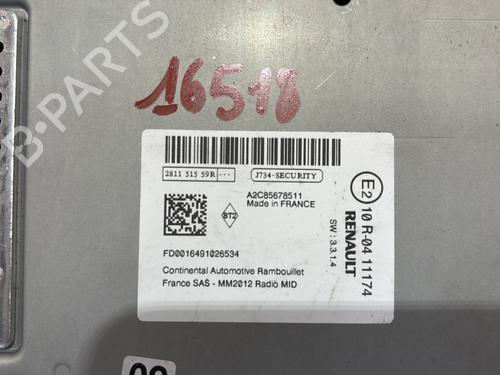 B-PARTS
16518
2811 515 59R ---
J734-SECURITY
A2C85678511
Made in FRANCE
BT2
FD0016491026534
Continental Automotive Rambouillet
France SAS - MM2012 Radio MID
E2 10 R-04 11174
RENAULT
SW : 3.3.1.4